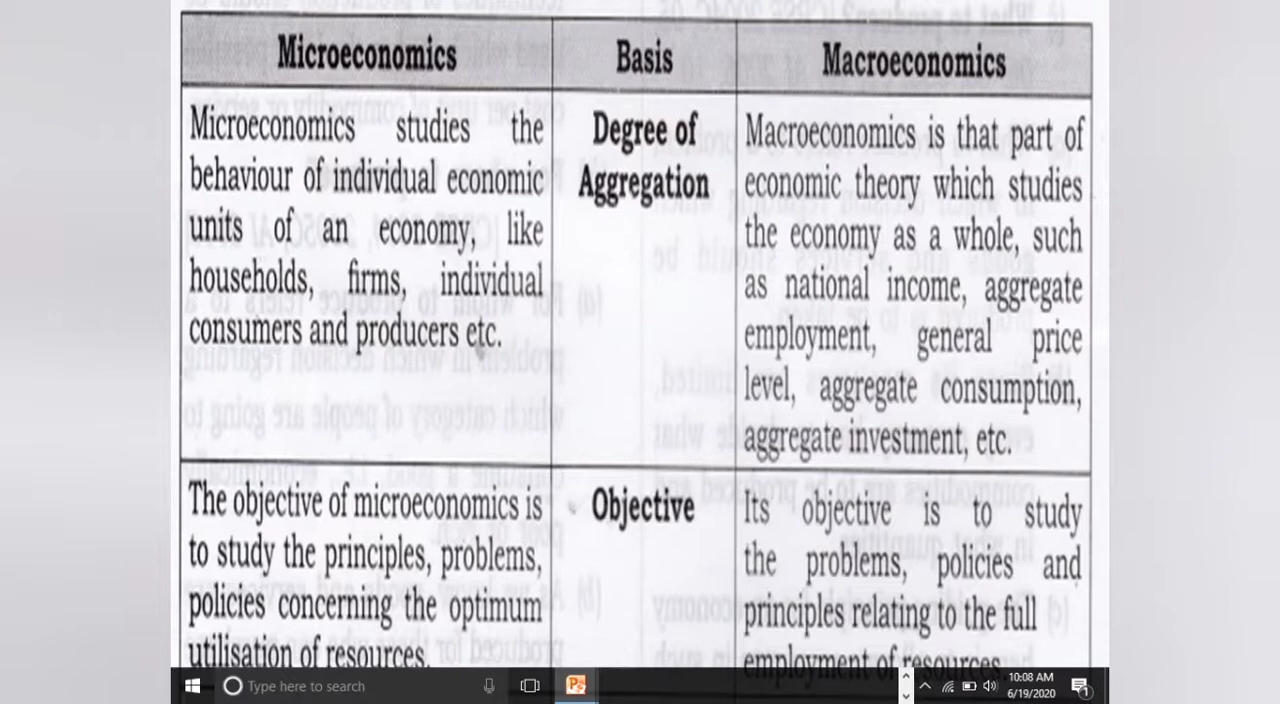 Microeconomics Basis Macroeconomics
Microeconomics studies the
behaviour of individual economic
units of an economy, like
households, firms, individual
consumers and producers etc.
Degree of
Aggregation
Macroeconomics is that part of
economic theory which studies
the economy as a whole, such
as national income, aggregate
employment, general price
level, aggregate consumption,
aggregate investment, etc.
The objective of microeconomics is
to study the principles, problems,
policies concerning the optimum
utilisation of resources.
Objective
Its objective is to study
the problems, policies and
principles relating to the full
employment of resources.
Type here to search
10:08 AM
6/19/2020
1